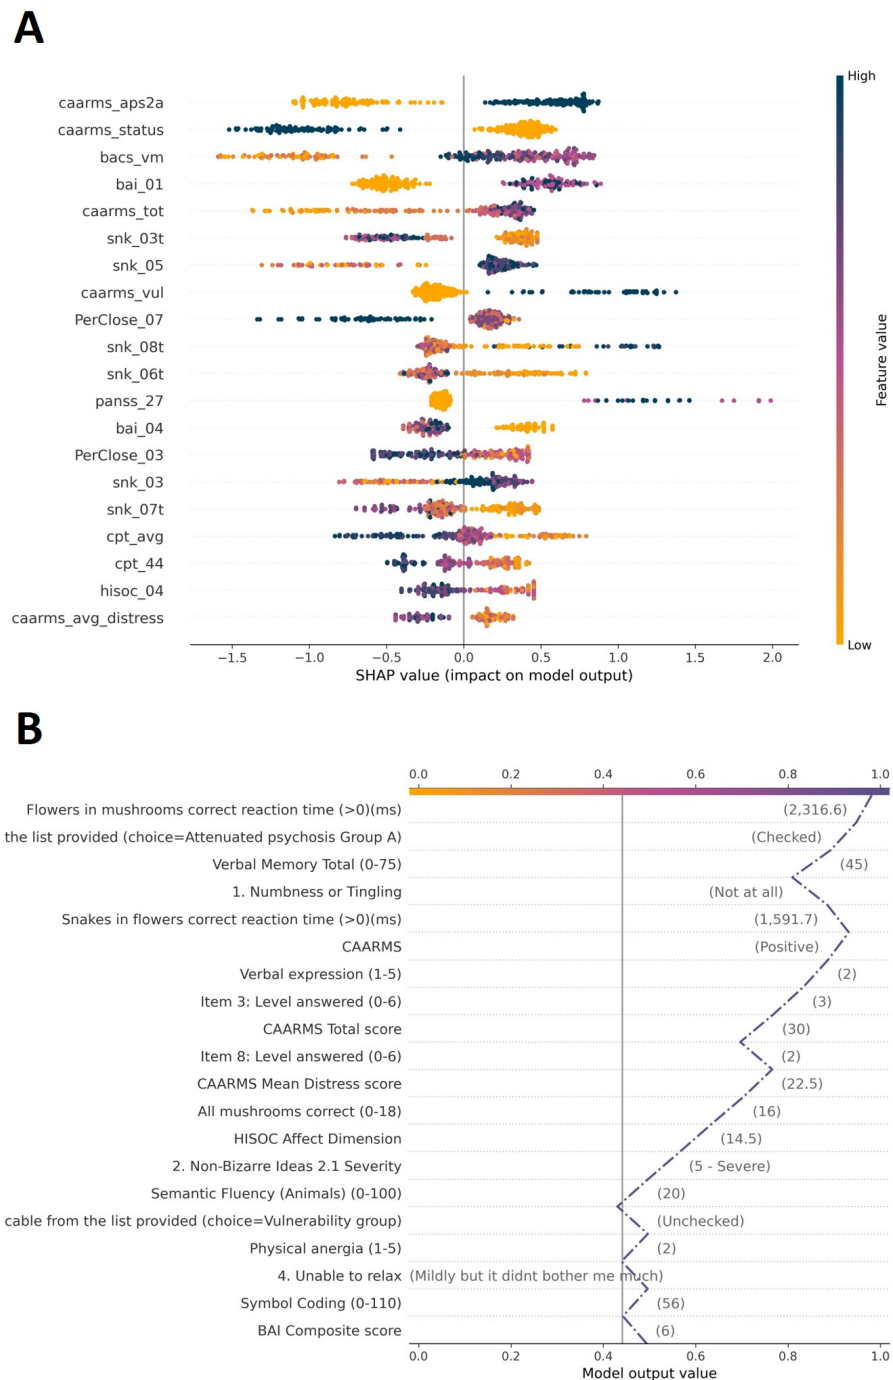 A
High
caarms_aps2a
caarms_status
bacs_vm
bai_01
caarms_tot
snk_03t
snk_05
caarms_vul
PerClose_07
snk_08t
snk_06t
panss_27
bai_04
PerClose_03
snk_03
snk_07t
cpt_avg
cpt_44
hisoc_04
caarms_avg_distress
Feature value
Low
−1.5 −1.0 −0.5 0.0 0.5 1.0 1.5 2.0
SHAP value (impact on model output)
B
0.0 0.2 0.4 0.6 0.8 1.0
Flowers in mushrooms correct reaction time (>0)(ms) (2,316.6)
the list provided (choice=Attenuated psychosis Group A) (Checked)
Verbal Memory Total (0-75) (45)
1. Numbness or Tingling (Not at all)
Snakes in flowers correct reaction time (>0)(ms) (1,591.7)
CAARMS (Positive)
Verbal expression (1-5) (2)
Item 3: Level answered (0-6) (3)
CAARMS Total score (30)
Item 8: Level answered (0-6) (2)
CAARMS Mean Distress score (22.5)
All mushrooms correct (0-18) (16)
HISOC Affect Dimension (14.5)
2. Non-Bizarre Ideas 2.1 Severity (5 - Severe)
Semantic Fluency (Animals) (0-100) (20)
cable from the list provided (choice=Vulnerability group) (Unchecked)
Physical anergia (1-5) (2)
4. Unable to relax (Mildly but it didnt bother me much)
Symbol Coding (0-110) (56)
BAI Composite score (6)
0.0 0.2 0.4 0.6 0.8 1.0
Model output value